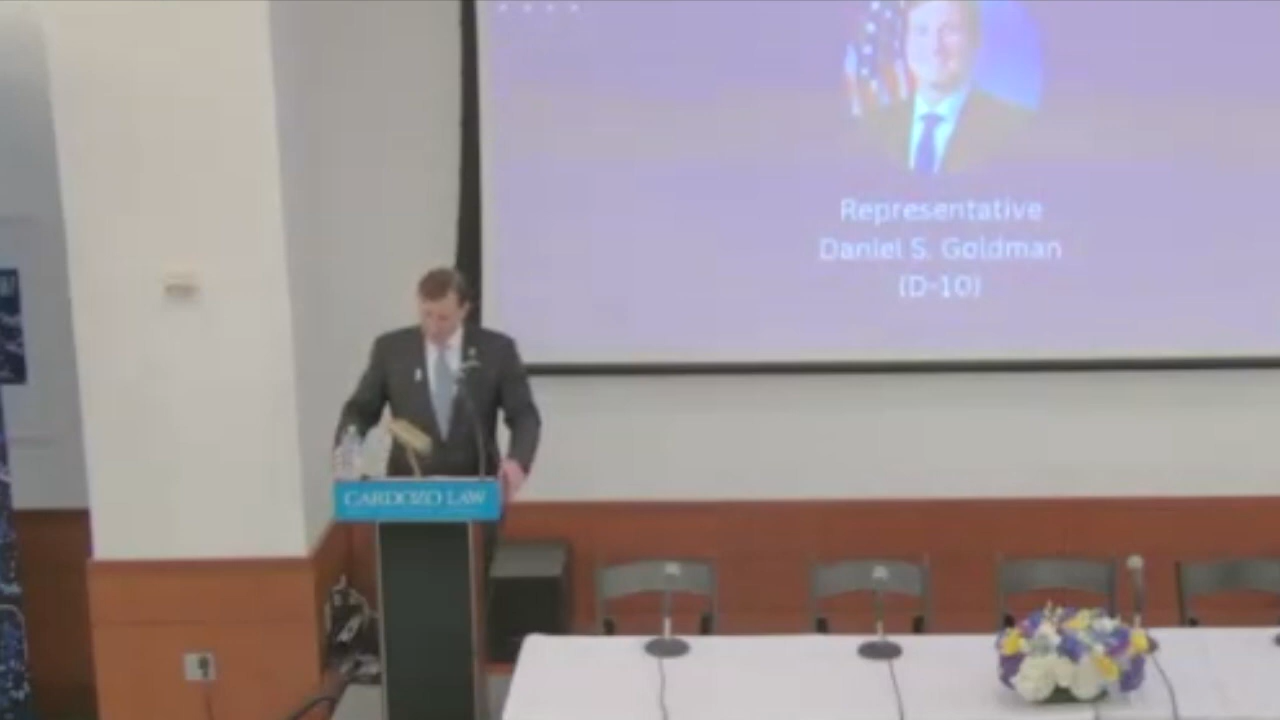 Representative
Daniel S. Goldman
(D-10)
CARDOZO LAW